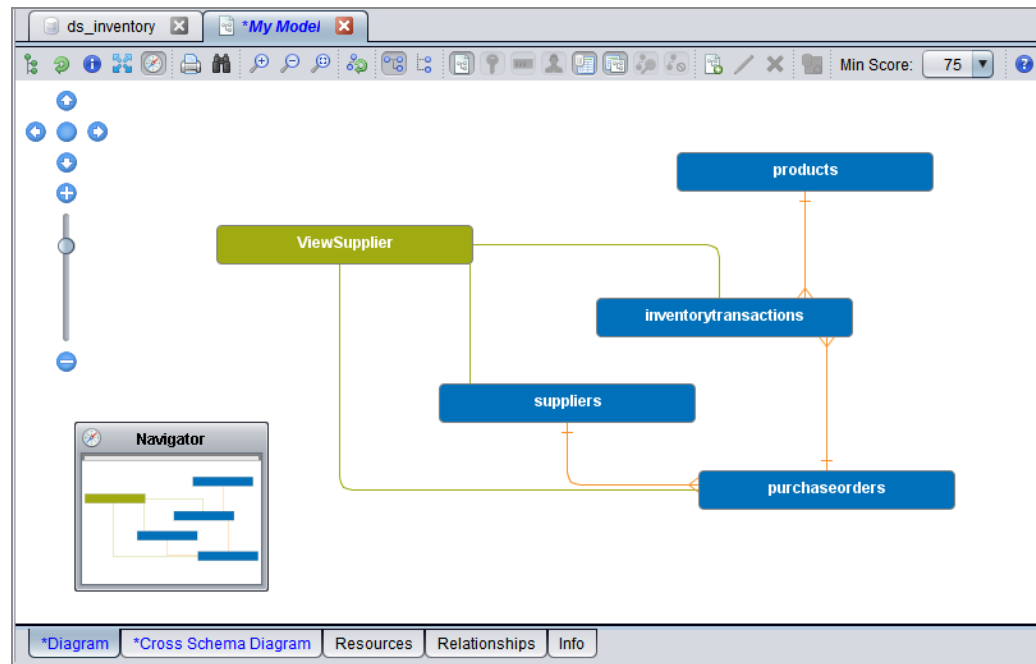 ds_inventory
*My Model
Min Score: 75
products
ViewSupplier
inventorytransactions
suppliers
purchaseorders
Navigator
*Diagram
*Cross Schema Diagram
Resources
Relationships
Info